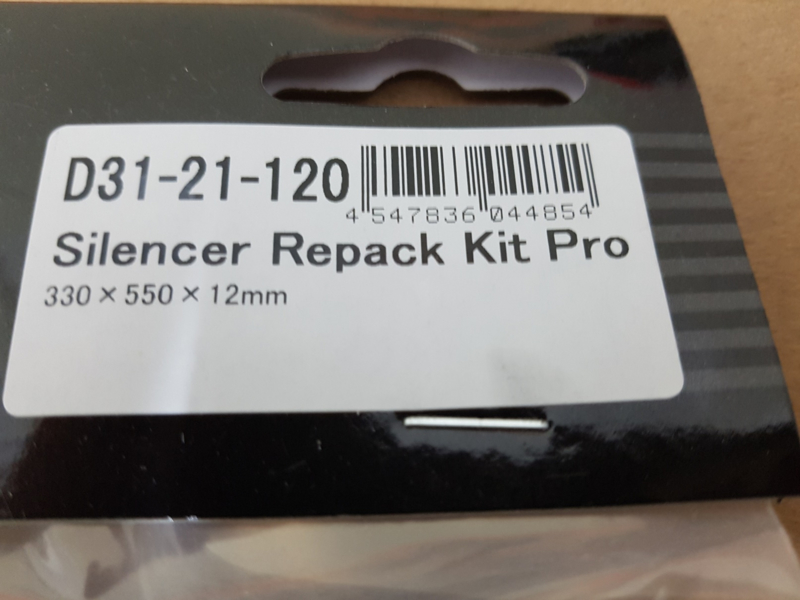 D31-21-120
4 547836 044854
Silencer Repack Kit Pro
330 × 550 × 12mm